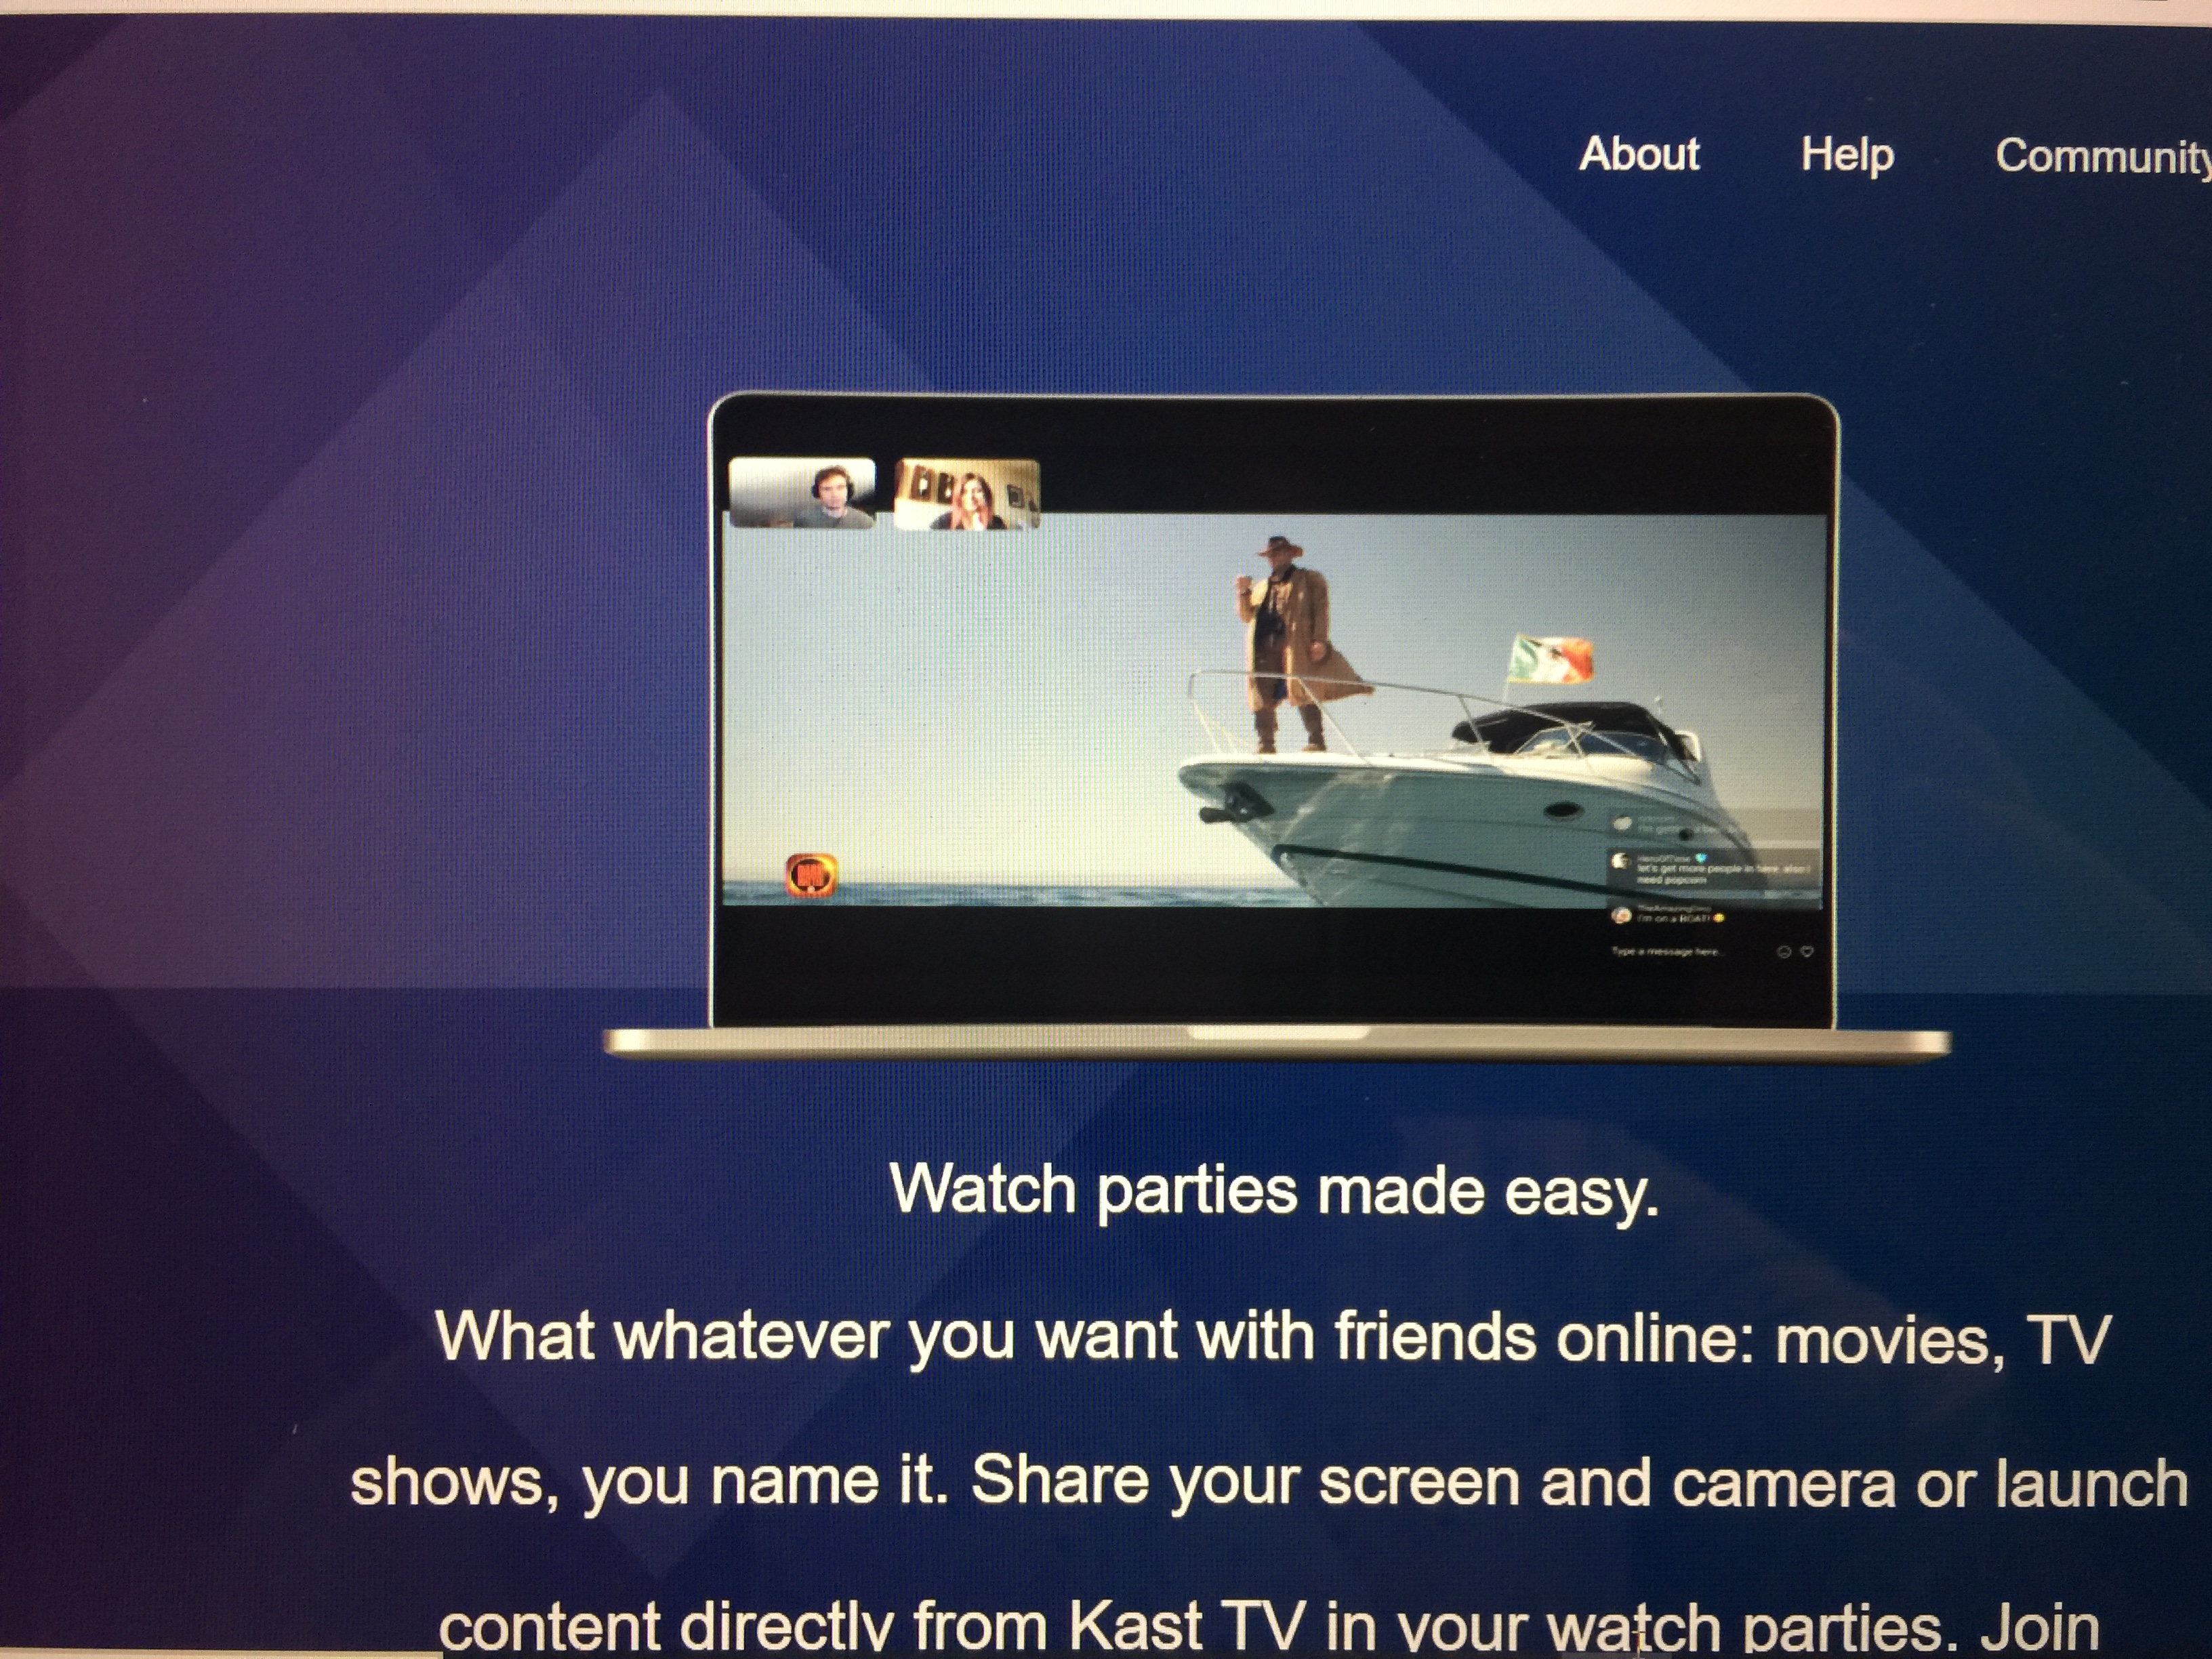 About Help Community
HeroOfTime
let's get more people in here, also I
need popcorn
TheAmazingDino
I'm on a BOAT!
Type a message here...
Watch parties made easy.
What whatever you want with friends online: movies, TV
shows, you name it. Share your screen and camera or launch
content directly from Kast TV in your watch parties. Join